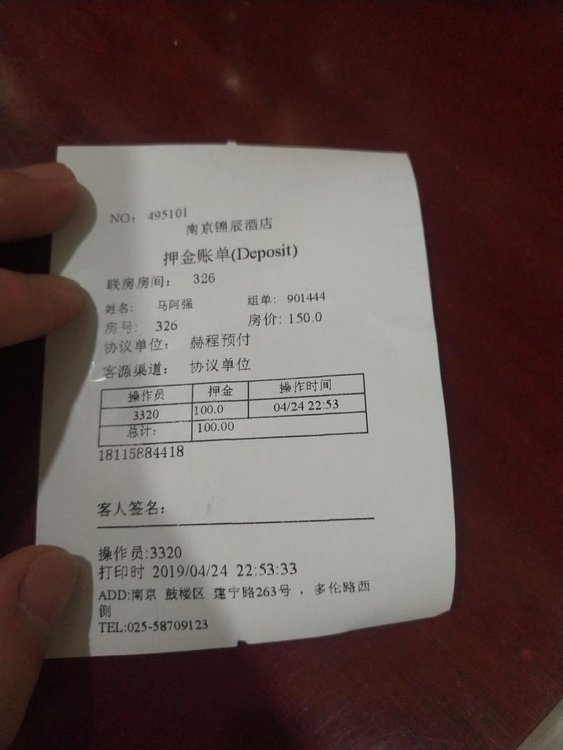 NO: 495101
南京锦辰酒店
押金账单(Deposit)
联房房间: 326
姓名: 马阿强 组单: 901444
房号: 326 房价: 150.0
协议单位: 赫程预付
客源渠道: 协议单位
操作员 押金 操作时间
3320 100.0 04/24 22:53
总计: 100.00
18115884418
客人签名:
操作员:3320
打印时 2019/04/24 22:53:33
ADD:南京 鼓楼区 建宁路263号 ,多伦路西
侧
TEL:025-58709123